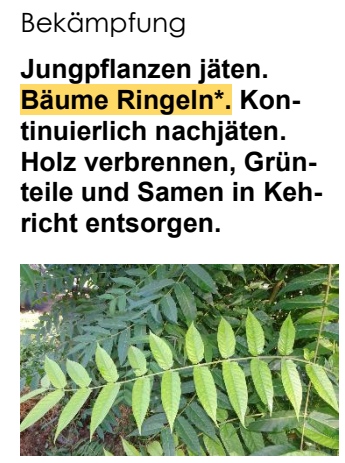 Bekämpfung
Jungpflanzen jäten.
Bäume Ringeln*. Kon-
tinuierlich nachjäten.
Holz verbrennen, Grün-
teile und Samen in Keh-
richt entsorgen.